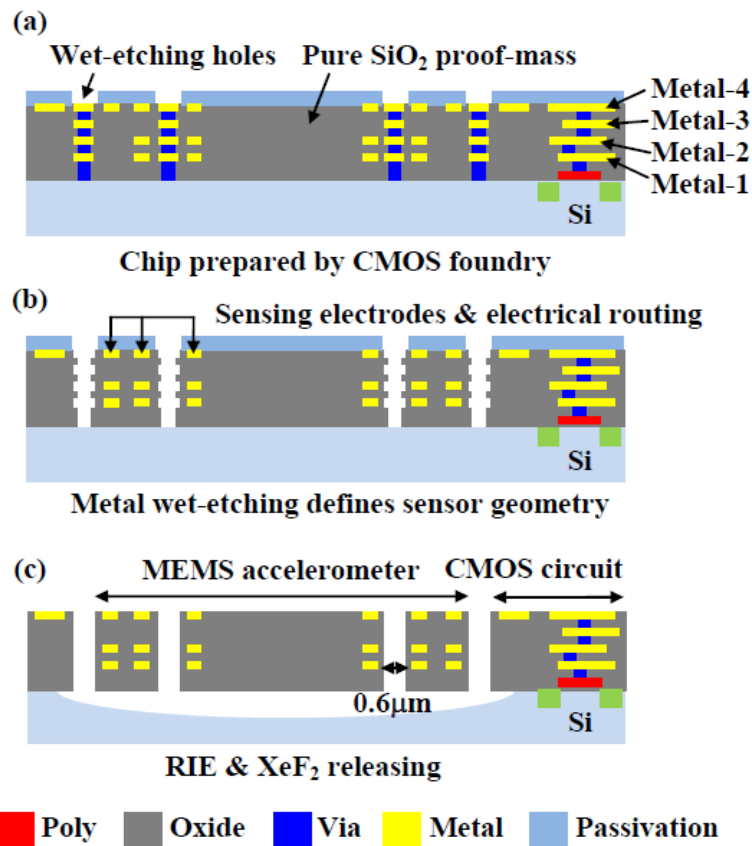 (a)
Wet-etching holes
Pure SiO₂ proof-mass
Metal-4
Metal-3
Metal-2
Metal-1
Si
Chip prepared by CMOS foundry
(b)
Sensing electrodes & electrical routing
Si
Metal wet-etching defines sensor geometry
(c)
MEMS accelerometer
CMOS circuit
0.6μm
Si
RIE & XeF₂ releasing
Poly
Oxide
Via
Metal
Passivation